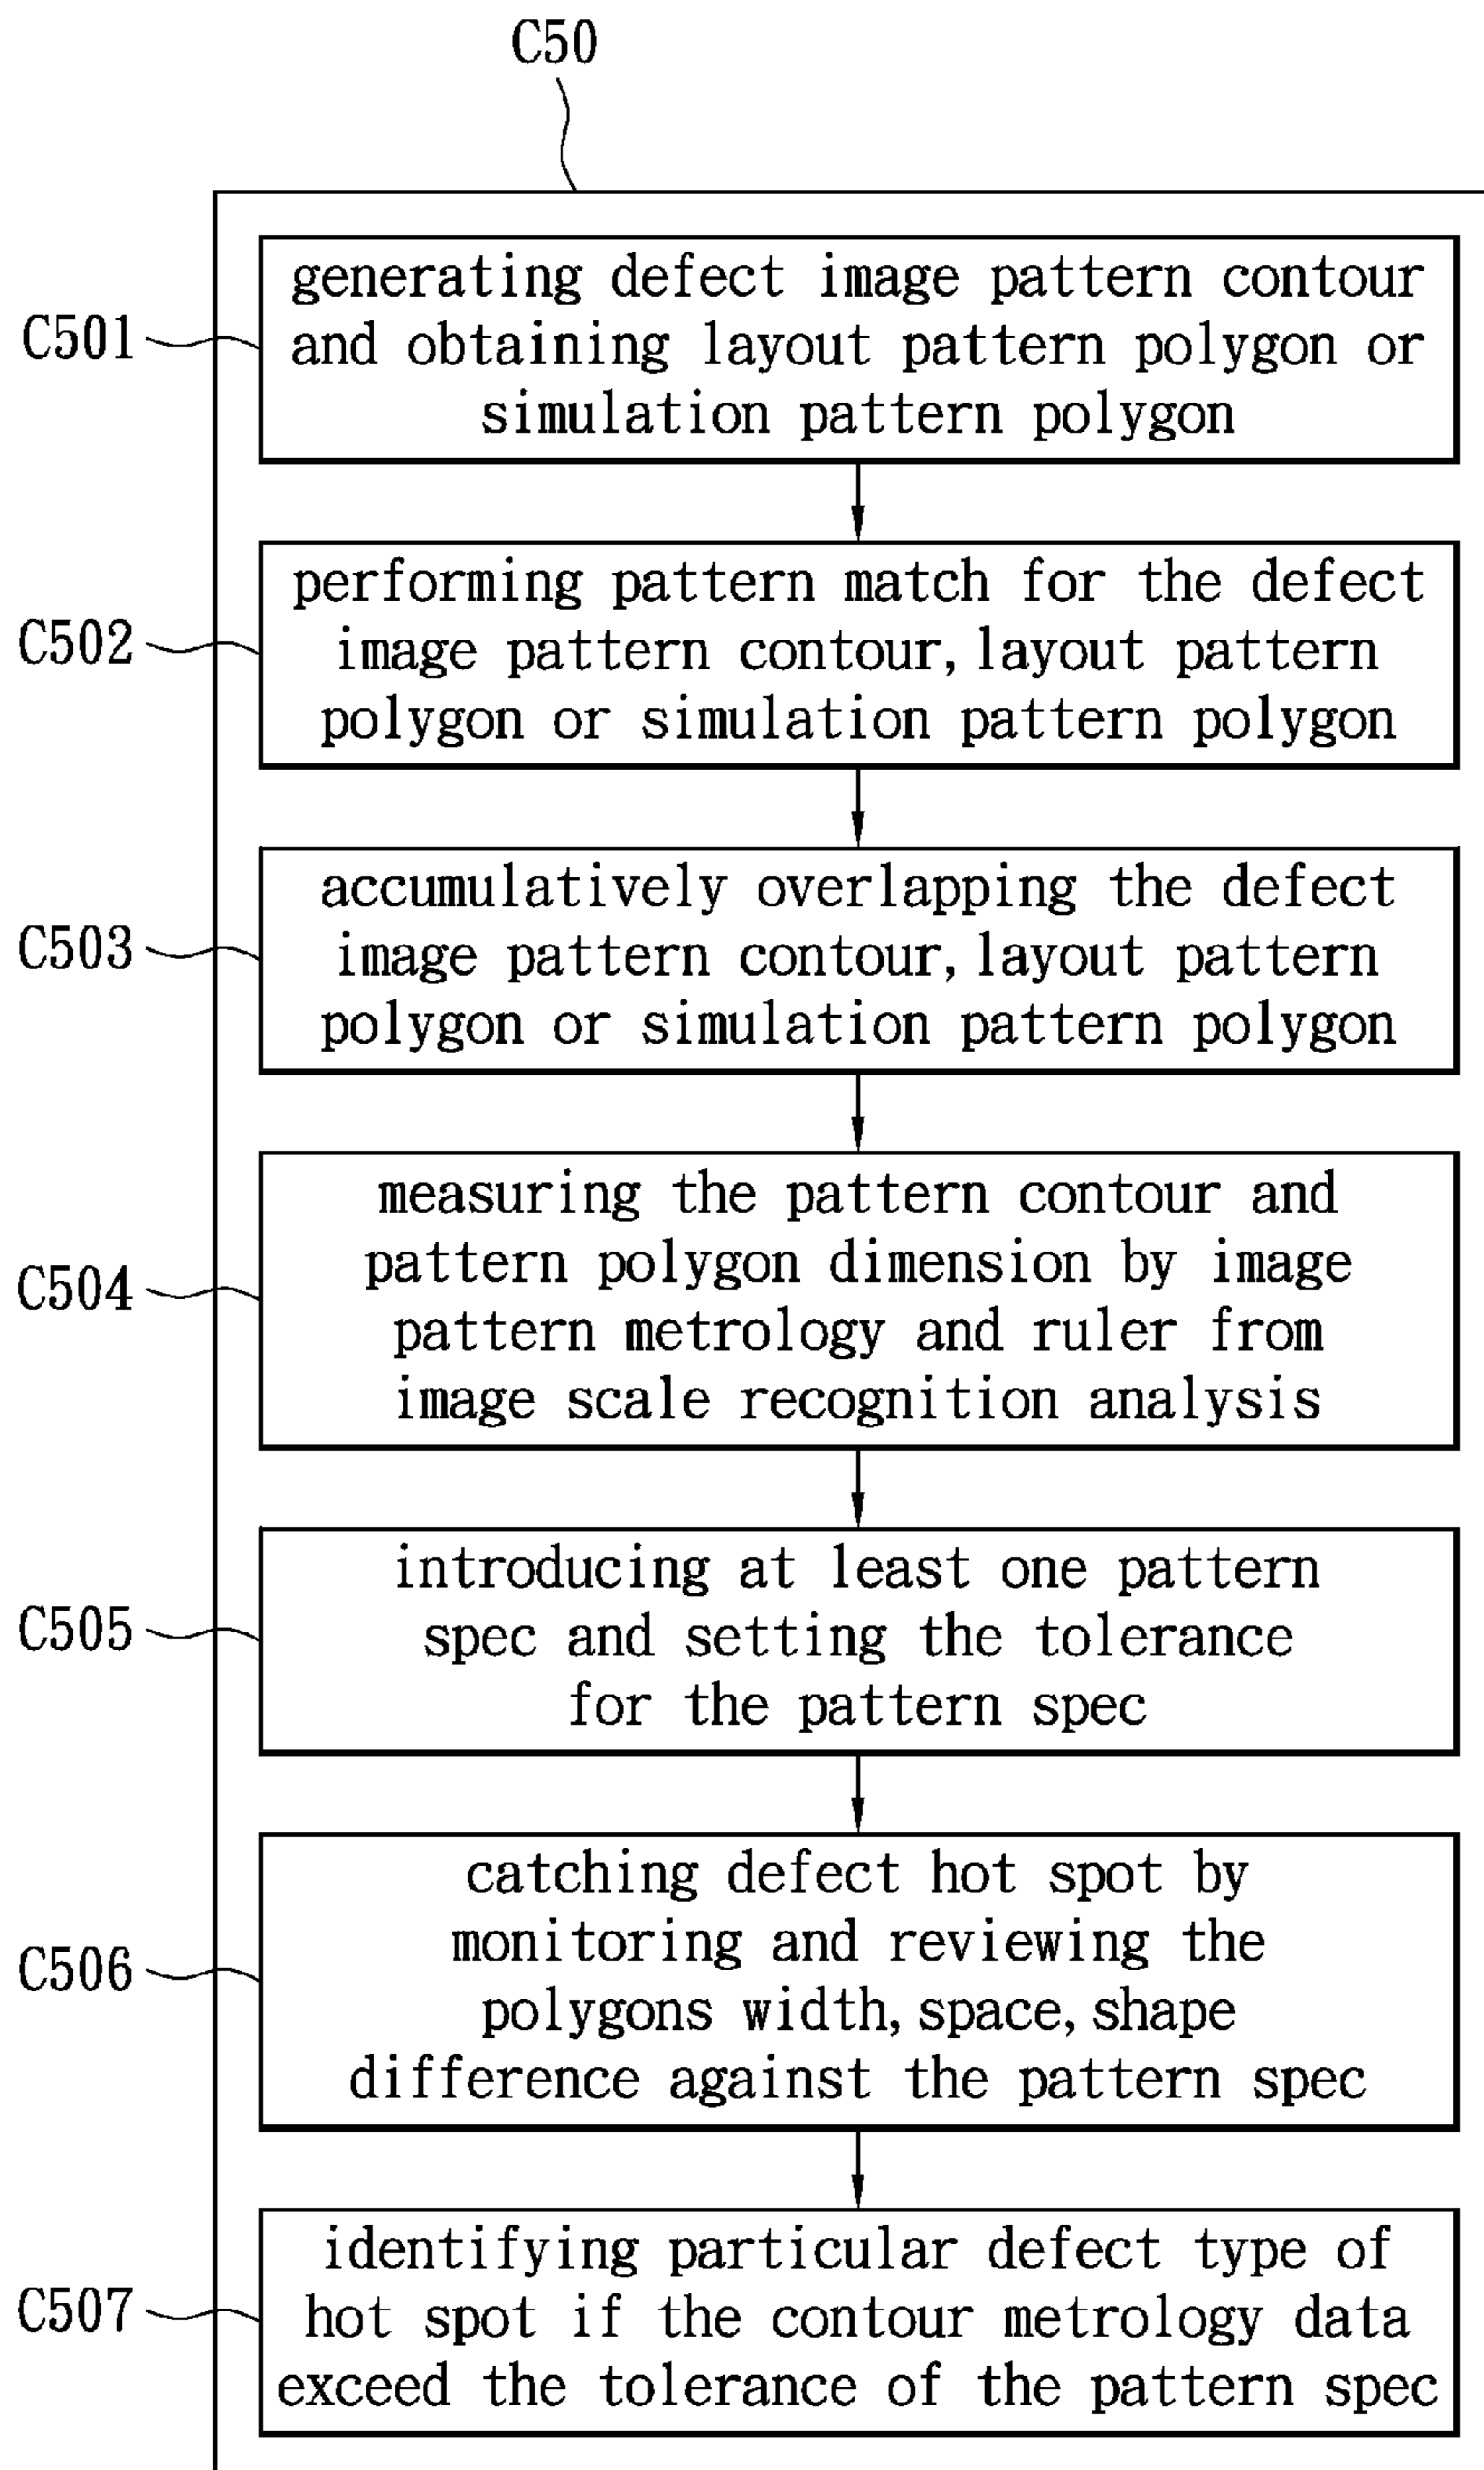 C50
C501
generating defect image pattern contour
and obtaining layout pattern polygon or
simulation pattern polygon
C502
performing pattern match for the defect
image pattern contour, layout pattern
polygon or simulation pattern polygon
C503
accumulatively overlapping the defect
image pattern contour, layout pattern
polygon or simulation pattern polygon
C504
measuring the pattern contour and
pattern polygon dimension by image
pattern metrology and ruler from
image scale recognition analysis
C505
introducing at least one pattern
spec and setting the tolerance
for the pattern spec
C506
catching defect hot spot by
monitoring and reviewing the
polygons width, space, shape
difference against the pattern spec
C507
identifying particular defect type of
hot spot if the contour metrology data
exceed the tolerance of the pattern spec